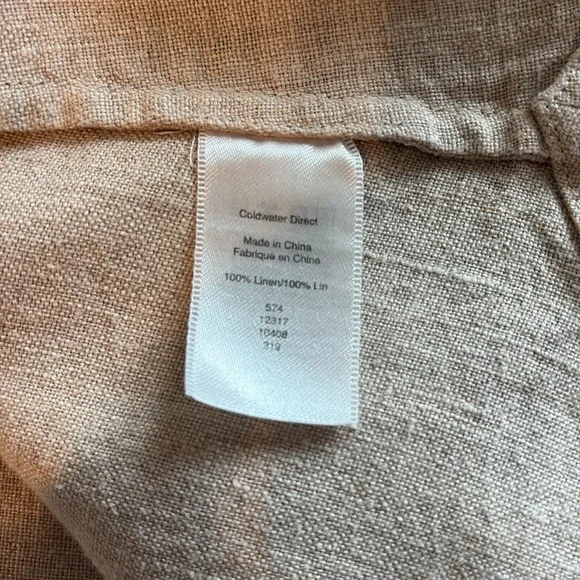 Coldwater Direct
Made in China
Fabriqué en Chine
100% Linen/100% Lin
574
12317
10408
219